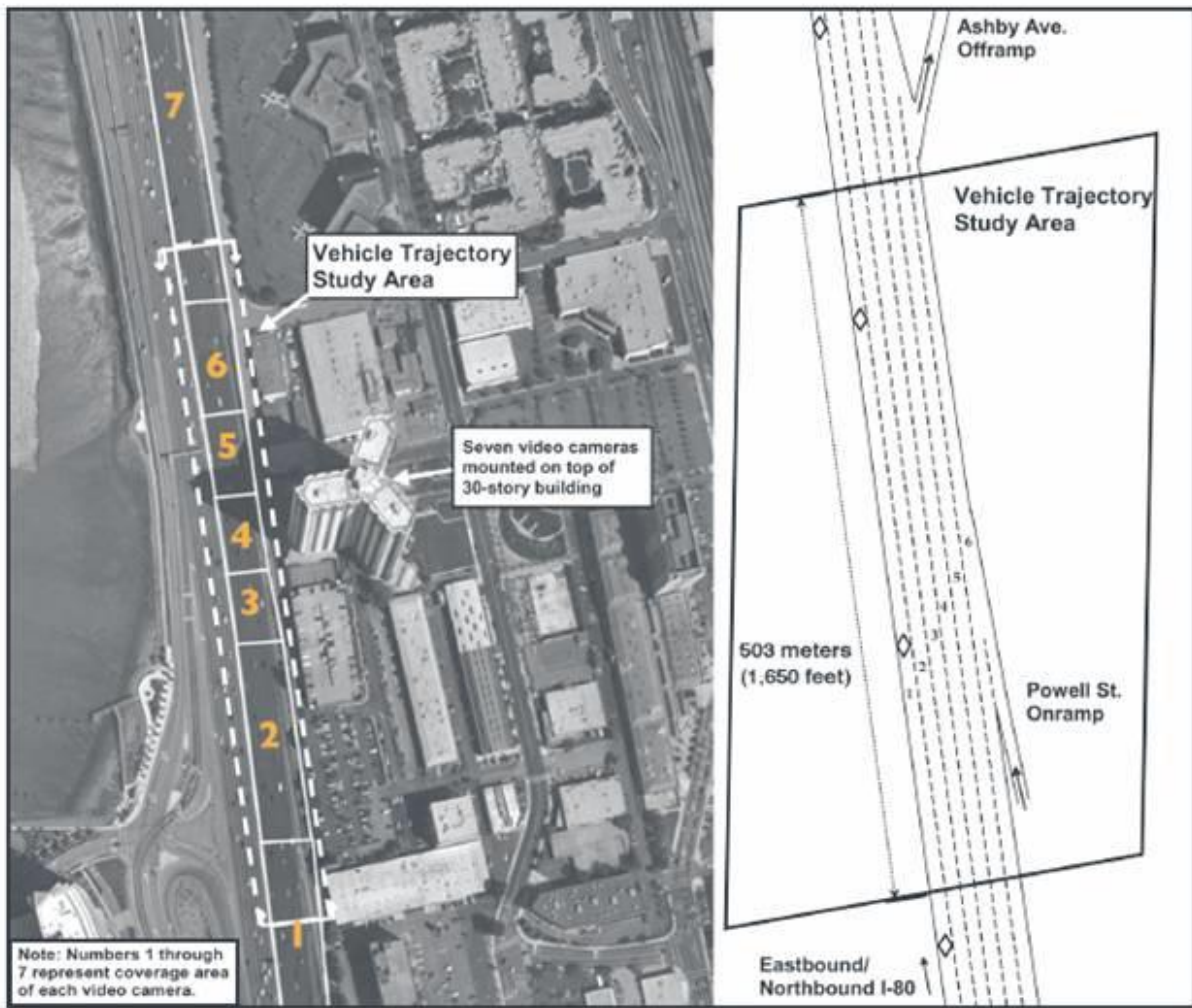 7
Vehicle Trajectory
Study Area
6
5
Seven video cameras
mounted on top of
30-story building
4
3
2
1
Note: Numbers 1 through
7 represent coverage area
of each video camera.
Ashby Ave.
Offramp
Vehicle Trajectory
Study Area
6
5
4
3
2
1
503 meters
(1,650 feet)
Powell St.
Onramp
Eastbound/
Northbound I-80